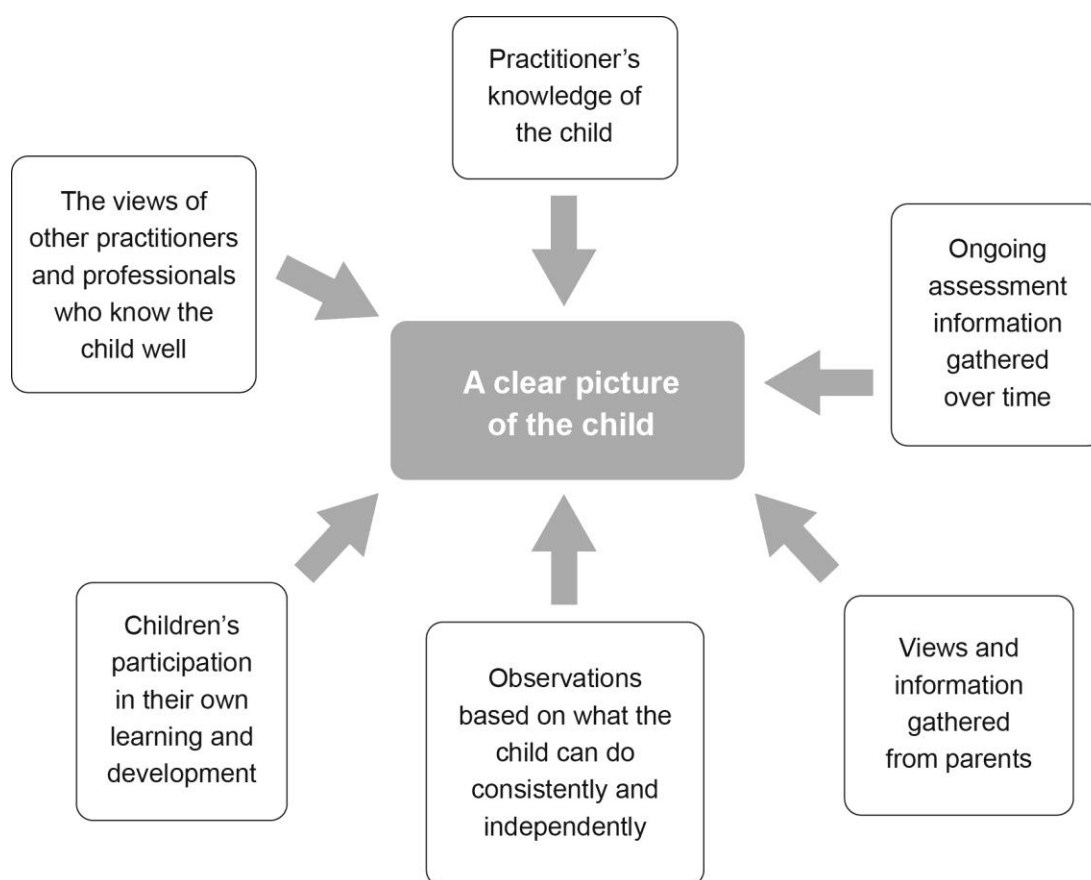 Practitioner’s
knowledge of
the child
The views of
other practitioners
and professionals
who know the
child well
Ongoing
assessment
information
gathered
over time
A clear picture
of the child
Children’s
participation
in their own
learning and
development
Observations
based on what the
child can do
consistently and
independently
Views and
information
gathered
from parents